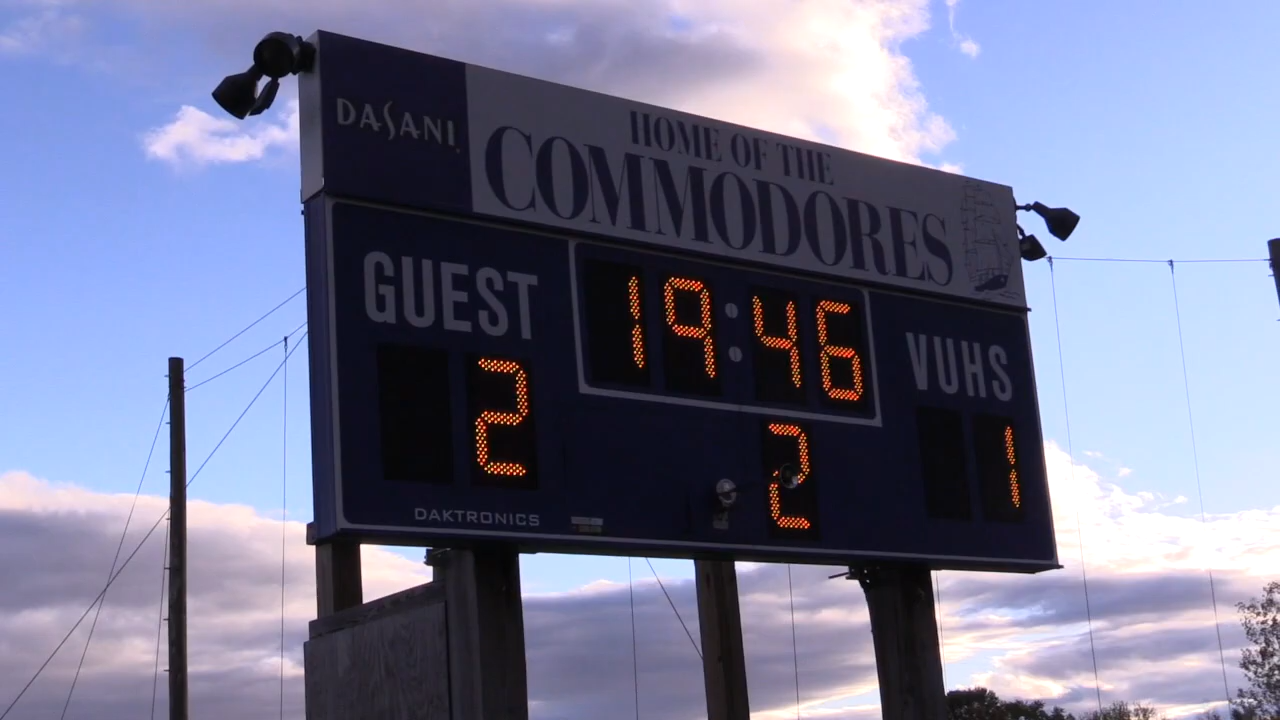 DASANI
HOME OF THE
COMMODORES
GUEST
19:46
VUHS
2
2
1
DAKTRONICS